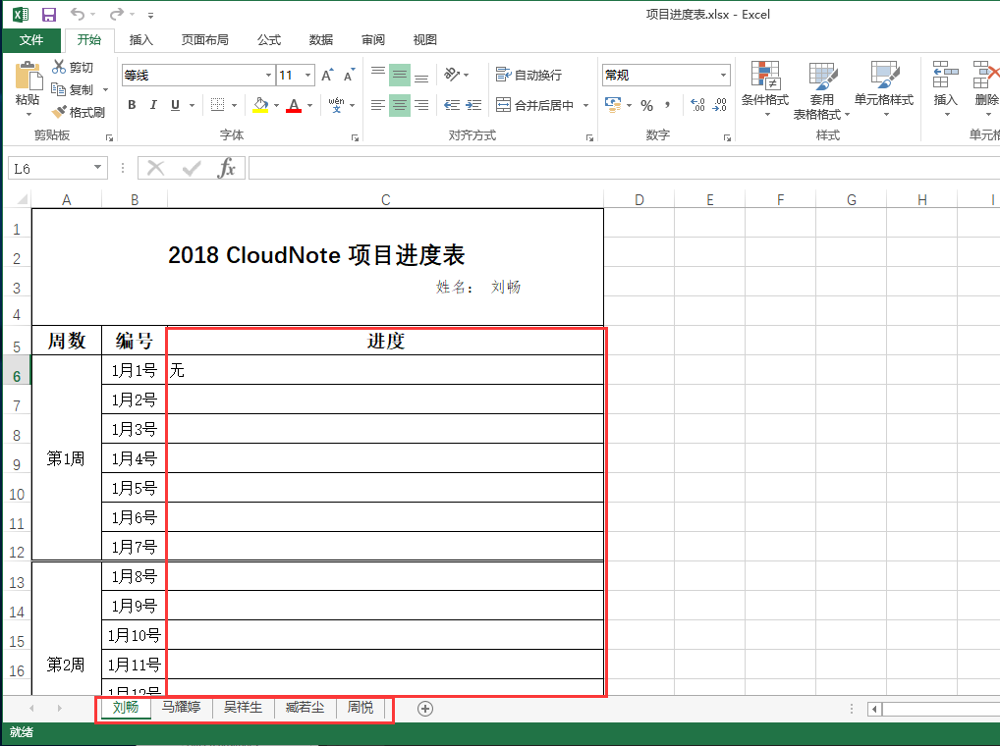 项目进度表.xlsx - Excel
文件 开始 插入 页面布局 公式 数据 审阅 视图
剪切
复制
格式刷
粘贴
剪贴板
等线 11
B I U A wén
字体
自动换行
合并后居中
对齐方式
常规
% ,
数字
条件格式 套用 表格格式 单元格样式
样式
插入 删除
单元格
L6 fx
A B C D E F G H I
1
2 2018 CloudNote 项目进度表
3 姓名： 刘畅
4
5 周数 编号 进度
6 1月1号 无
7 1月2号
8 1月3号
9 第1周 1月4号
10 1月5号
11 1月6号
12 1月7号
13 1月8号
14 1月9号
15 1月10号
16 第2周 1月11号
1月12号
刘畅 马耀婷 吴祥生 臧若尘 周悦
就绪